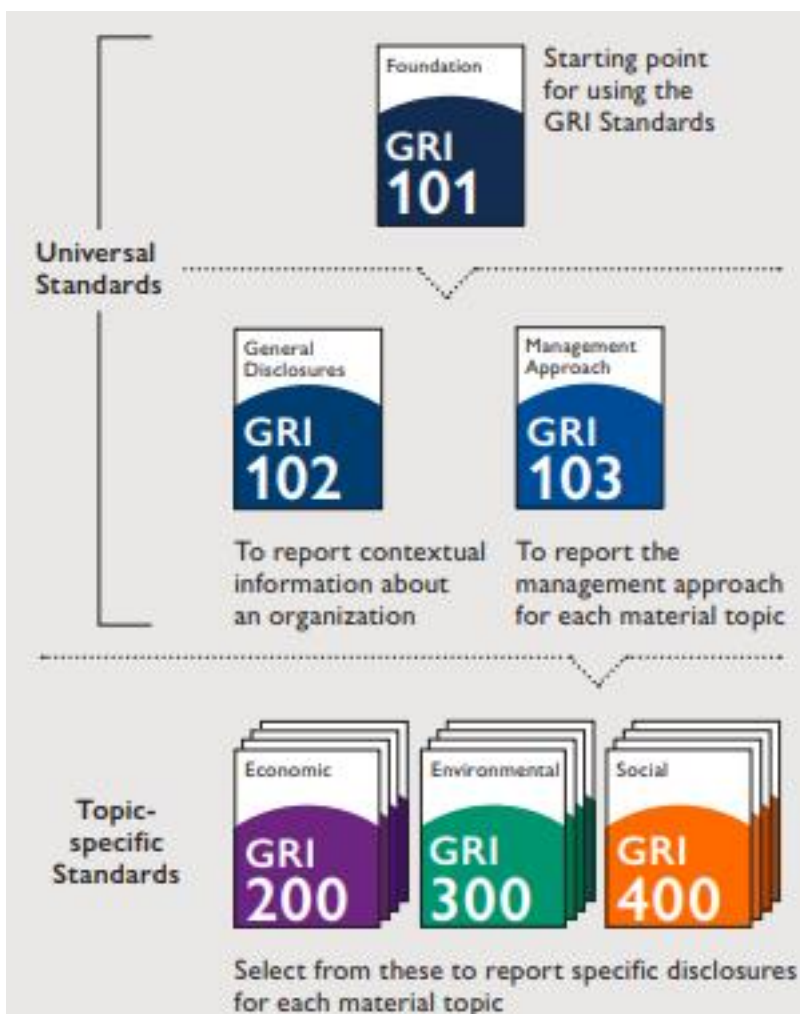 Foundation
GRI
101
Starting point
for using the
GRI Standards
Universal
Standards
General
Disclosures
GRI
102
Management
Approach
GRI
103
To report contextual
information about
an organization
To report the
management approach
for each material topic
Topic-
specific
Standards
Economic
GRI
200
Environmental
GRI
300
Social
GRI
400
Select from these to report specific disclosures
for each material topic